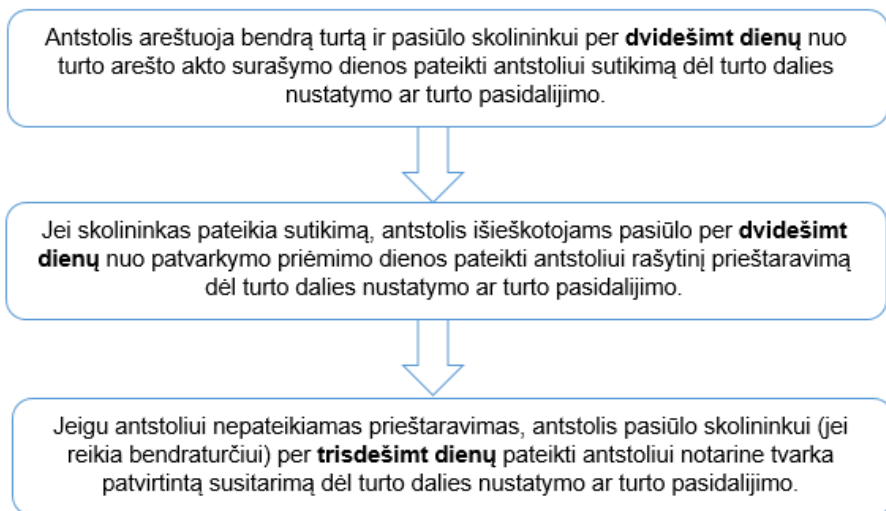 Antstolis areštuoja bendrą turtą ir pasiūlo skolininkui per dvidešimt dienų nuo
turto arešto akto surašymo dienos pateikti antstoliui sutikimą dėl turto dalies
nustatymo ar turto pasidalijimo.
Jei skolininkas pateikia sutikimą, antstolis išieškotojams pasiūlo per dvidešimt
dienų nuo patvarkymo priėmimo dienos pateikti antstoliui rašytinį prieštaravimą
dėl turto dalies nustatymo ar turto pasidalijimo.
Jeigu antstoliui nepateikiamas prieštaravimas, antstolis pasiūlo skolininkui (jei
reikia bendraturčiui) per trisdešimt dienų pateikti antstoliui notarine tvarka
patvirtintą susitarimą dėl turto dalies nustatymo ar turto pasidalijimo.